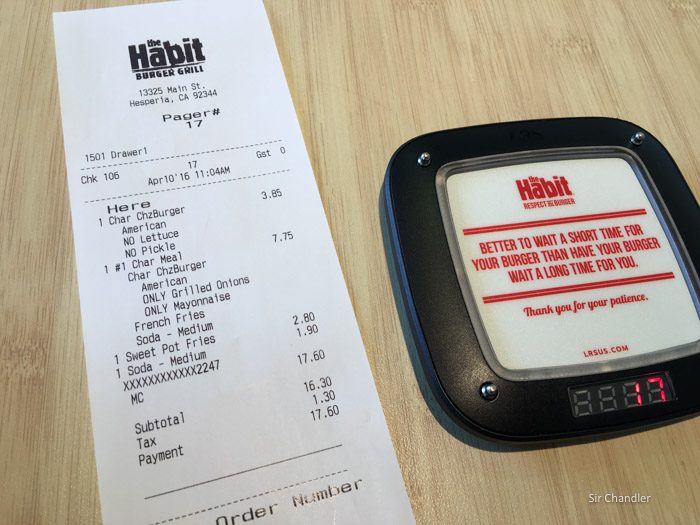 the
Habit
BURGER GRILL
13325 Main St.
Hesperia, CA 92344
Pager#
17
1501 Drawer1
17
Chk 106 Apr10'16 11:04AM Gst 0
Here
1 Char ChzBurger 3.85
American
NO Lettuce
NO Pickle
1 #1 Char Meal 7.75
Char ChzBurger
American
ONLY Grilled Onions
ONLY Mayonnaise
French Fries
Soda - Medium
1 Sweet Pot Fries 2.80
1 Soda - Medium 1.90
XXXXXXXXXXXX2247
MC 17.60
Subtotal 16.30
Tax 1.30
Payment 17.60
Order Number
the
Habit
RESPECT THE BURGER
BETTER TO WAIT A SHORT TIME FOR
YOUR BURGER THAN HAVE YOUR BURGER
WAIT A LONG TIME FOR YOU.
Thank you for your patience.
LRSUS.COM
17
Sir Chandler